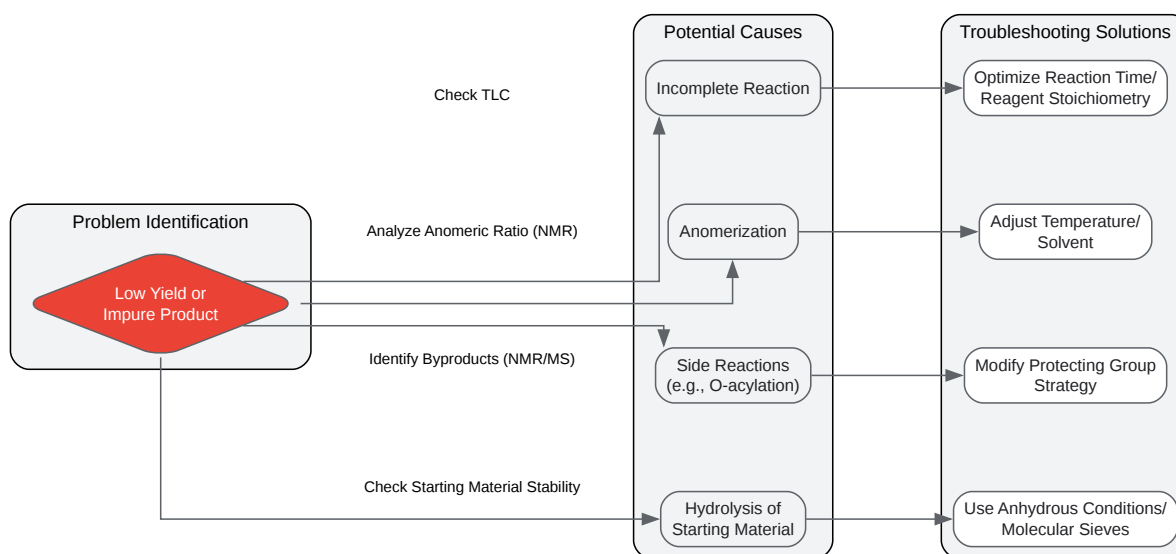 Potential Causes
Troubleshooting Solutions
Check TLC
Incomplete Reaction
Optimize Reaction Time/
Reagent Stoichiometry
Problem Identification
Analyze Anomeric Ratio (NMR)
Anomerization
Adjust Temperature/
Solvent
Low Yield or
Impure Product
Identify Byproducts (NMR/MS)
Side Reactions
(e.g., O-acylation)
Modify Protecting Group
Strategy
Check Starting Material Stability
Hydrolysis of
Starting Material
Use Anhydrous Conditions/
Molecular Sieves